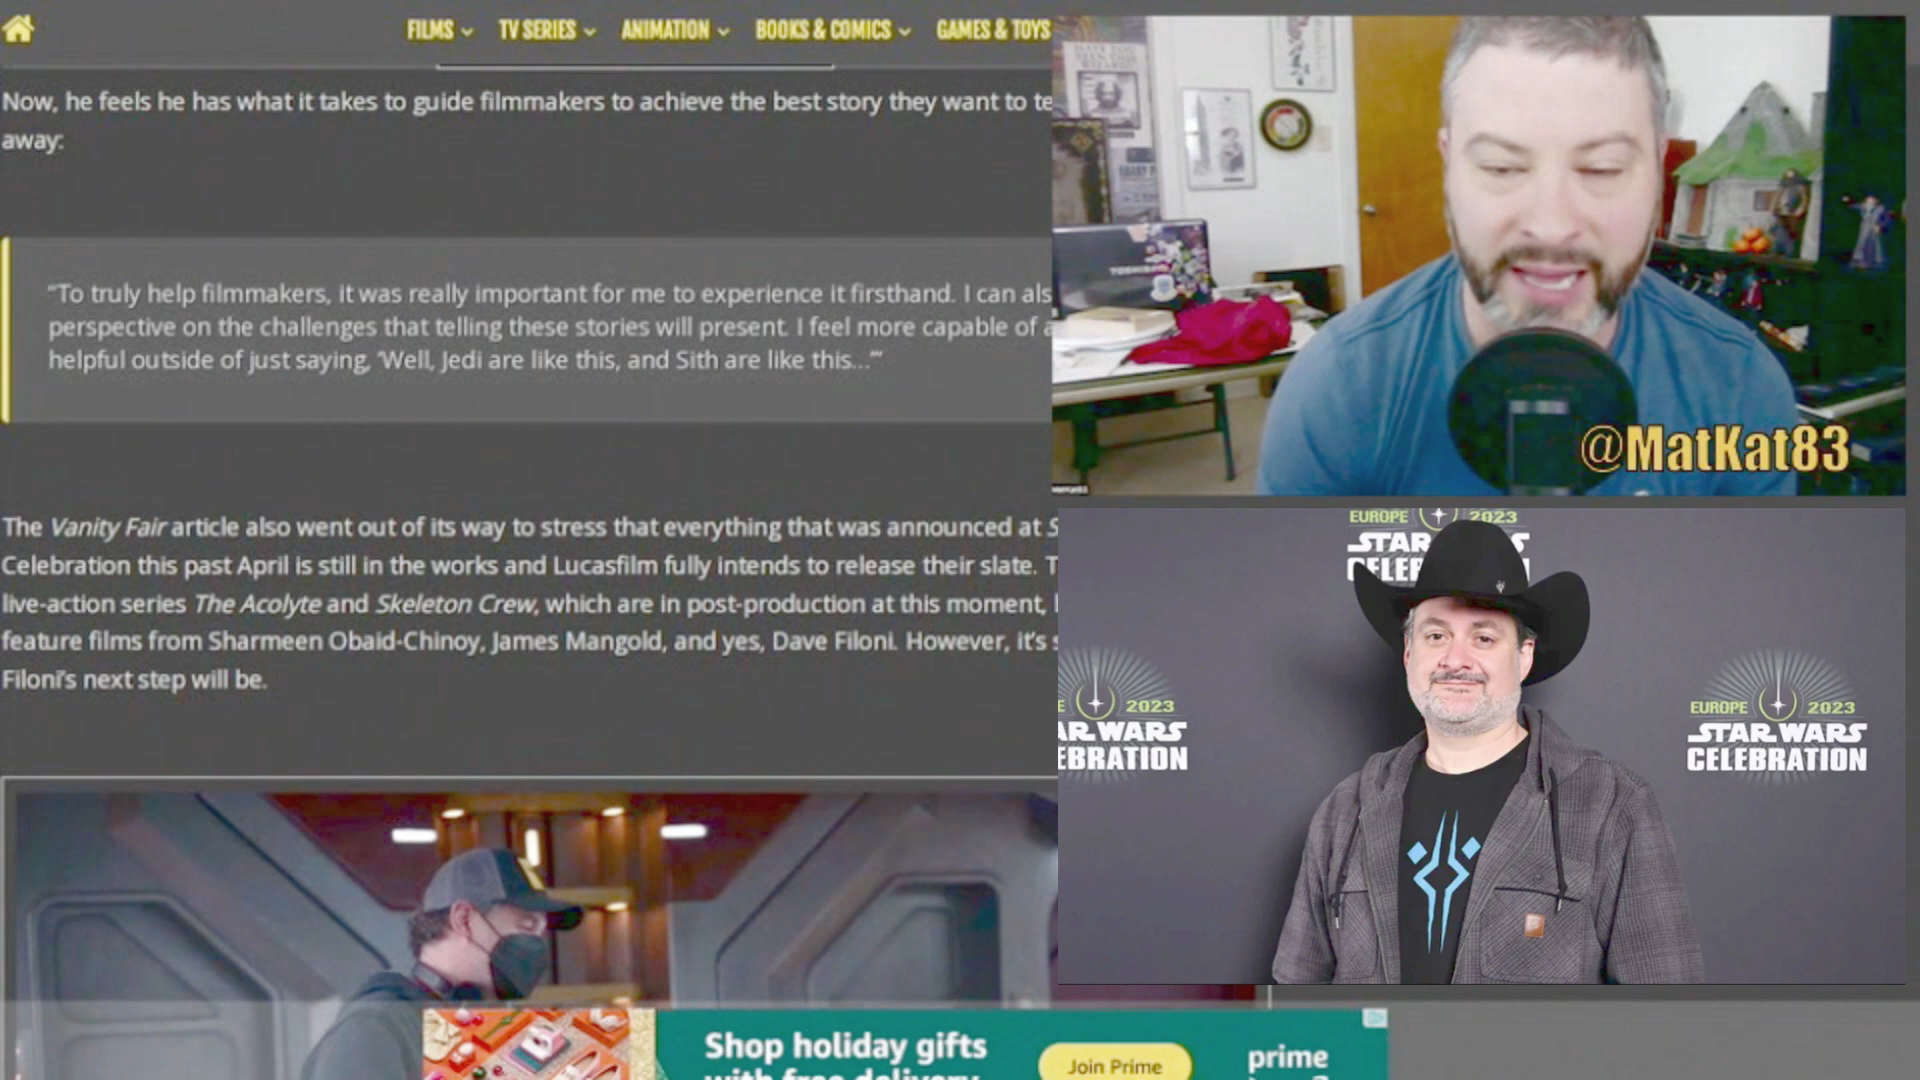 FILMS TV SERIES ANIMATION BOOKS & COMICS GAMES & TOYS
Now, he feels he has what it takes to guide filmmakers to achieve the best story they want to
away:
“To truly help filmmakers, it was really important for me to experience it firsthand. I can
perspective on the challenges that telling these stories will present. I feel more capable of
helpful outside of just saying, ‘Well, Jedi are like this, and Sith are like this...’”
The Vanity Fair article also went out of its way to stress that everything that was announced at
Celebration this past April is still in the works and Lucasfilm fully intends to release their slate.
live-action series The Acolyte and Skeleton Crew, which are in post-production at this moment,
feature films from Sharmeen Obaid-Chinoy, James Mangold, and yes, Dave Filoni. However, it’s
Filoni’s next step will be.
Shop holiday gifts
with free delivery
Join Prime
prime
TOSHIBA
@MatKat83
EUROPE 2023
STAR
2023
AR WARS
EBRATION
EUROPE 2023
STAR WARS
CELEBRATION